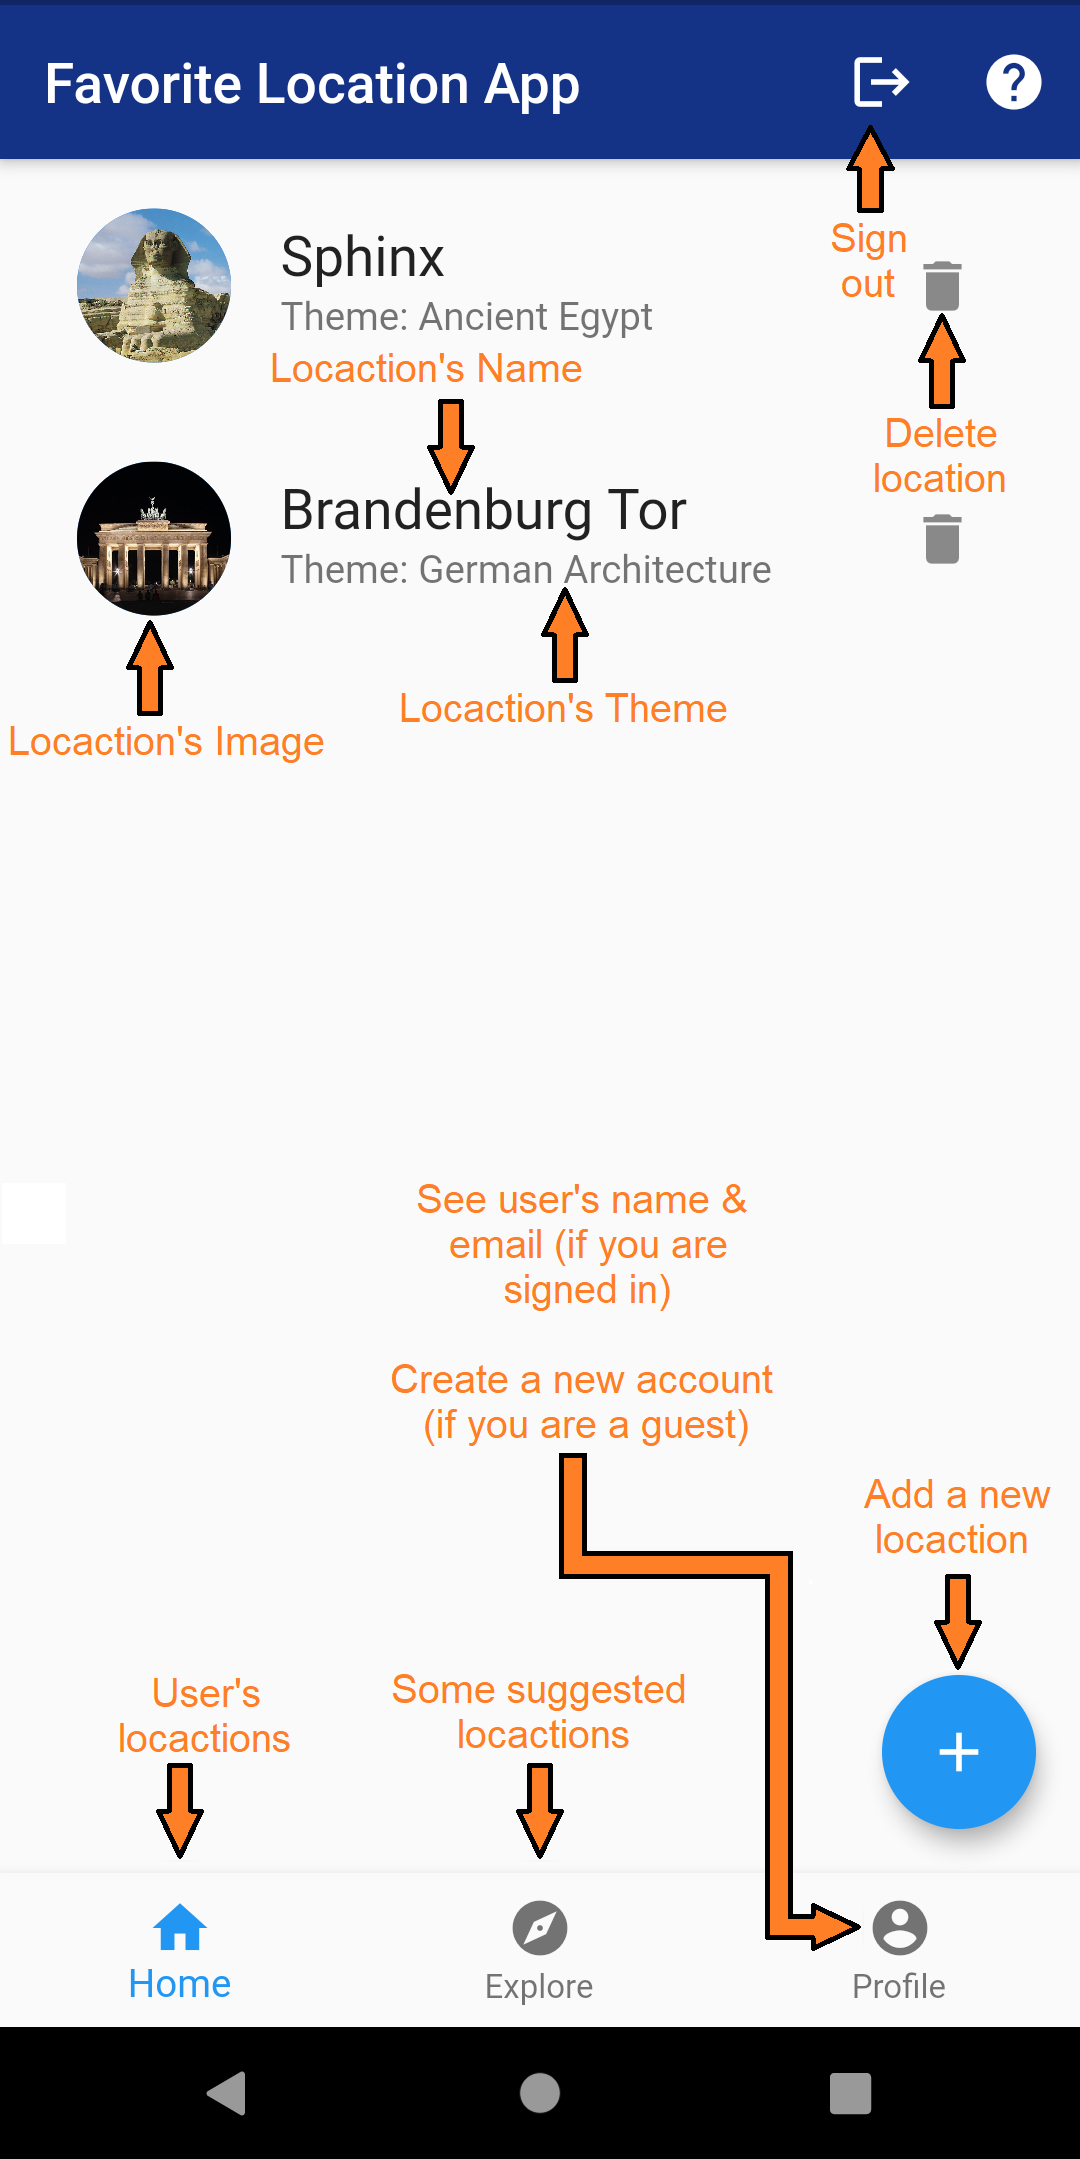 Favorite Location App
Sign
out
Sphinx
Theme: Ancient Egypt
Locaction's Name
Delete
location
Brandenburg Tor
Theme: German Architecture
Locaction's Theme
Locaction's Image
See user's name &
email (if you are
signed in)
Create a new account
(if you are a guest)
Add a new
locaction
User's
locactions
Some suggested
locactions
Home
Explore
Profile